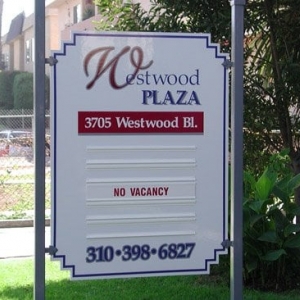 Westwood
PLAZA
3705 Westwood Bl.
NO VACANCY
310•398•6827